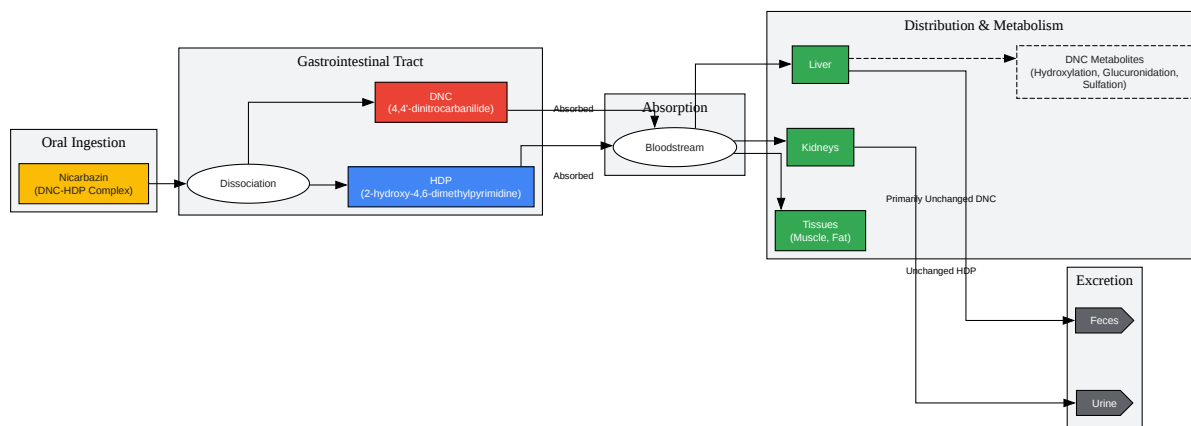 Distribution & Metabolism
Gastrointestinal Tract
Liver
DNC Metabolites
(Hydroxylation, Glucuronidation,
Sulfation)
DNC
(4,4'-dinitrocarbanilide)
Absorbed
Absorption
Oral Ingestion
Nicarbazin
(DNC-HDP Complex)
Dissociation
HDP
(2-hydroxy-4,6-dimethylpyrimidine)
Absorbed
Bloodstream
Kidneys
Primarily Unchanged DNC
Tissues
(Muscle, Fat)
Unchanged HDP
Excretion
Feces
Urine